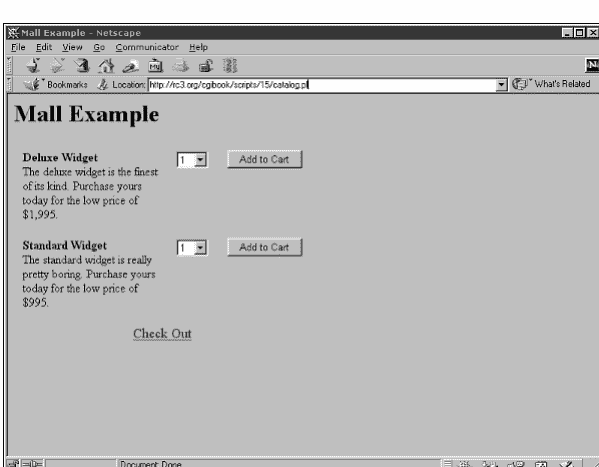 Mall Example - Netscape
File Edit View Go Communicator Help
My
Bookmarks Location: http://rc3.org/cgibook/scripts/15/catalog.pl What's Related
Mall Example
Deluxe Widget
The deluxe widget is the finest
of its kind. Purchase yours
today for the low price of
$1,995.
1
Add to Cart
Standard Widget
The standard widget is really
pretty boring. Purchase yours
today for the low price of
$995.
1
Add to Cart
Check Out
Document: Done